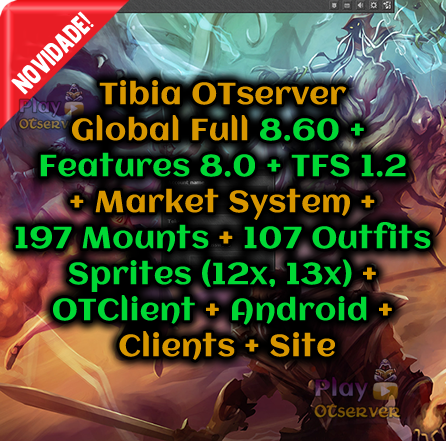 NOVIDADE!
Play
OTserver
Tibia OTserver
Global Full 8.60 +
Features 8.0 + TFS 1.2
+ Market System +
197 Mounts + 107 Outfits
Sprites (12x, 13x) +
OTClient + Android +
Clients + Site
Play
OTserver